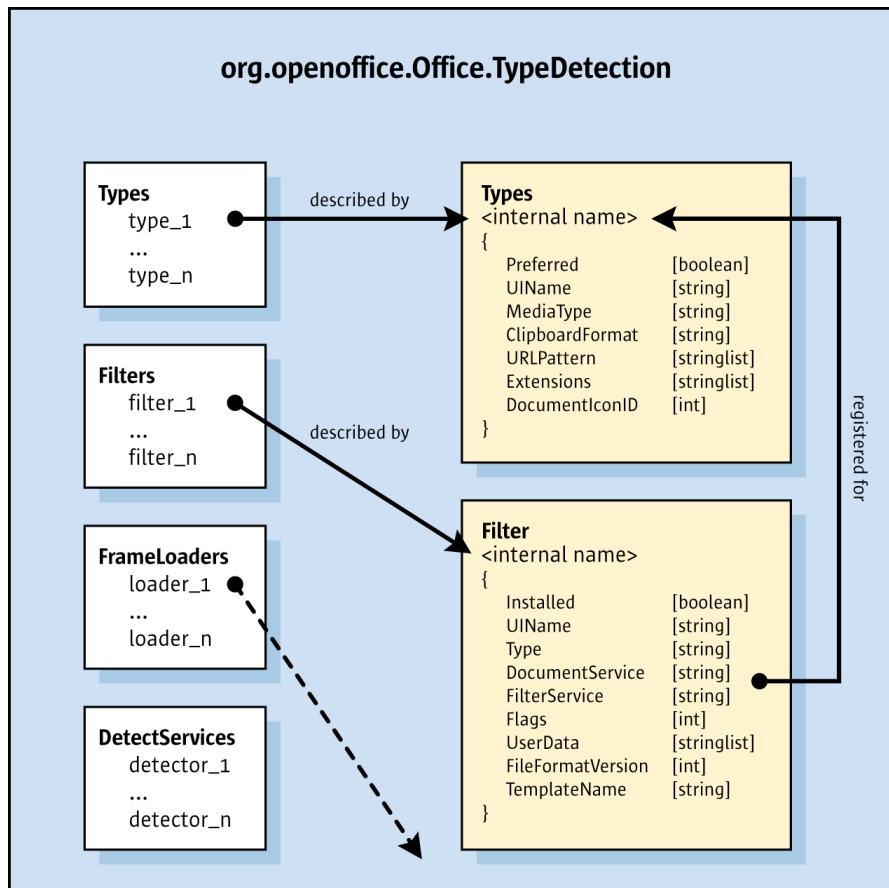 org.openoffice.Office.TypeDetection
Types
type_1
...
type_n
described by
Types
<internal name>
{
Preferred [boolean]
UIName [string]
MediaType [string]
ClipboardFormat [string]
URLPattern [stringlist]
Extensions [stringlist]
DocumentIconID [int]
}
Filters
filter_1
...
filter_n
described by
registered for
Filter
<internal name>
{
Installed [boolean]
UIName [string]
Type [string]
DocumentService [string]
FilterService [string]
Flags [int]
UserData [stringlist]
FileFormatVersion [int]
TemplateName [string]
}
FrameLoaders
loader_1
...
loader_n
DetectServices
detector_1
...
detector_n